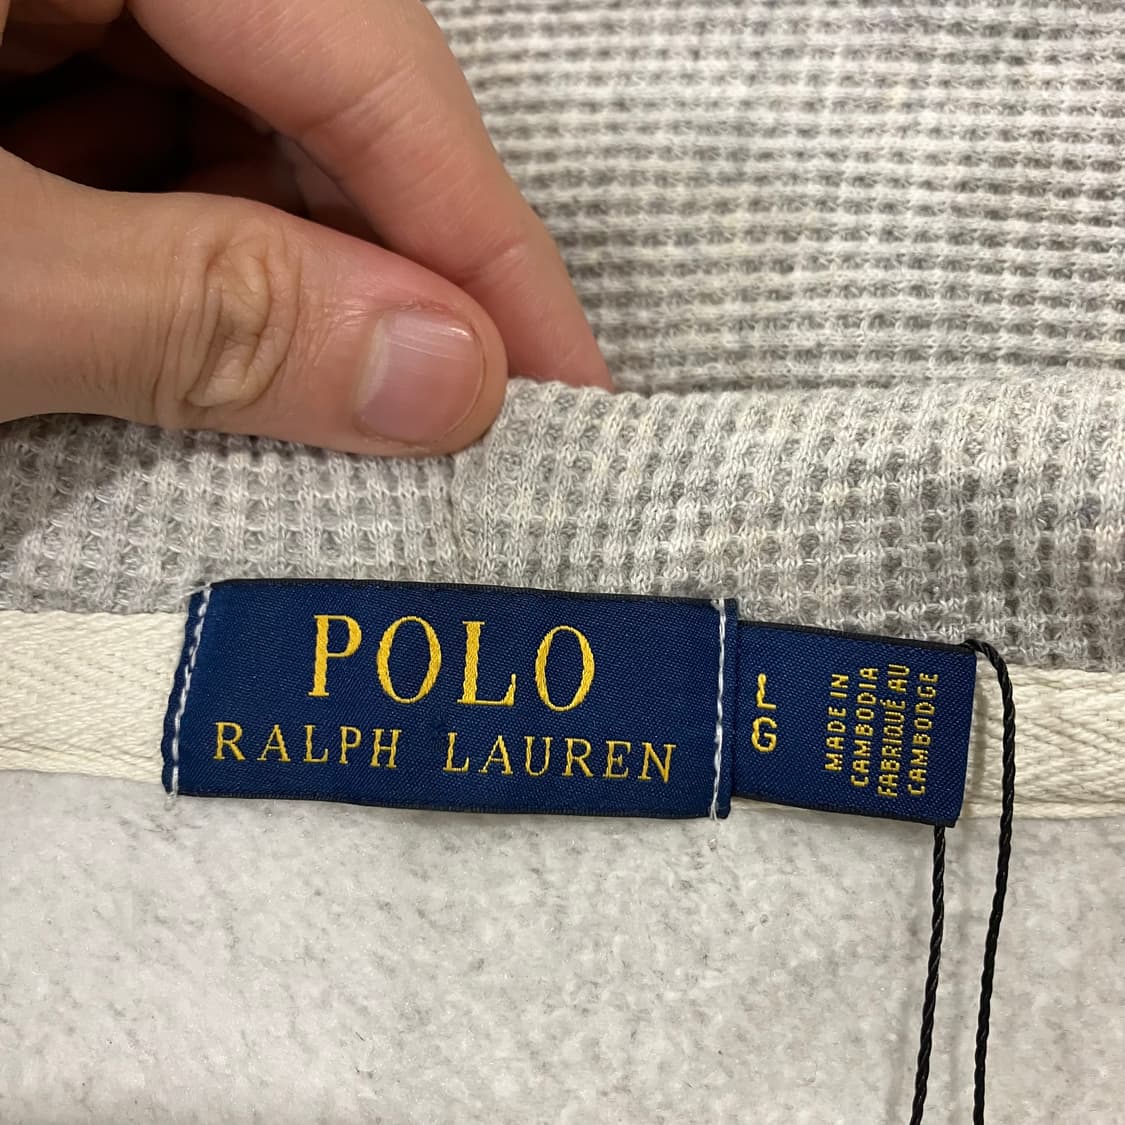 POLO
RALPH LAUREN
L
G
MADE IN
CAMBODIA
FABRIQUÉ AU
CAMBODGE